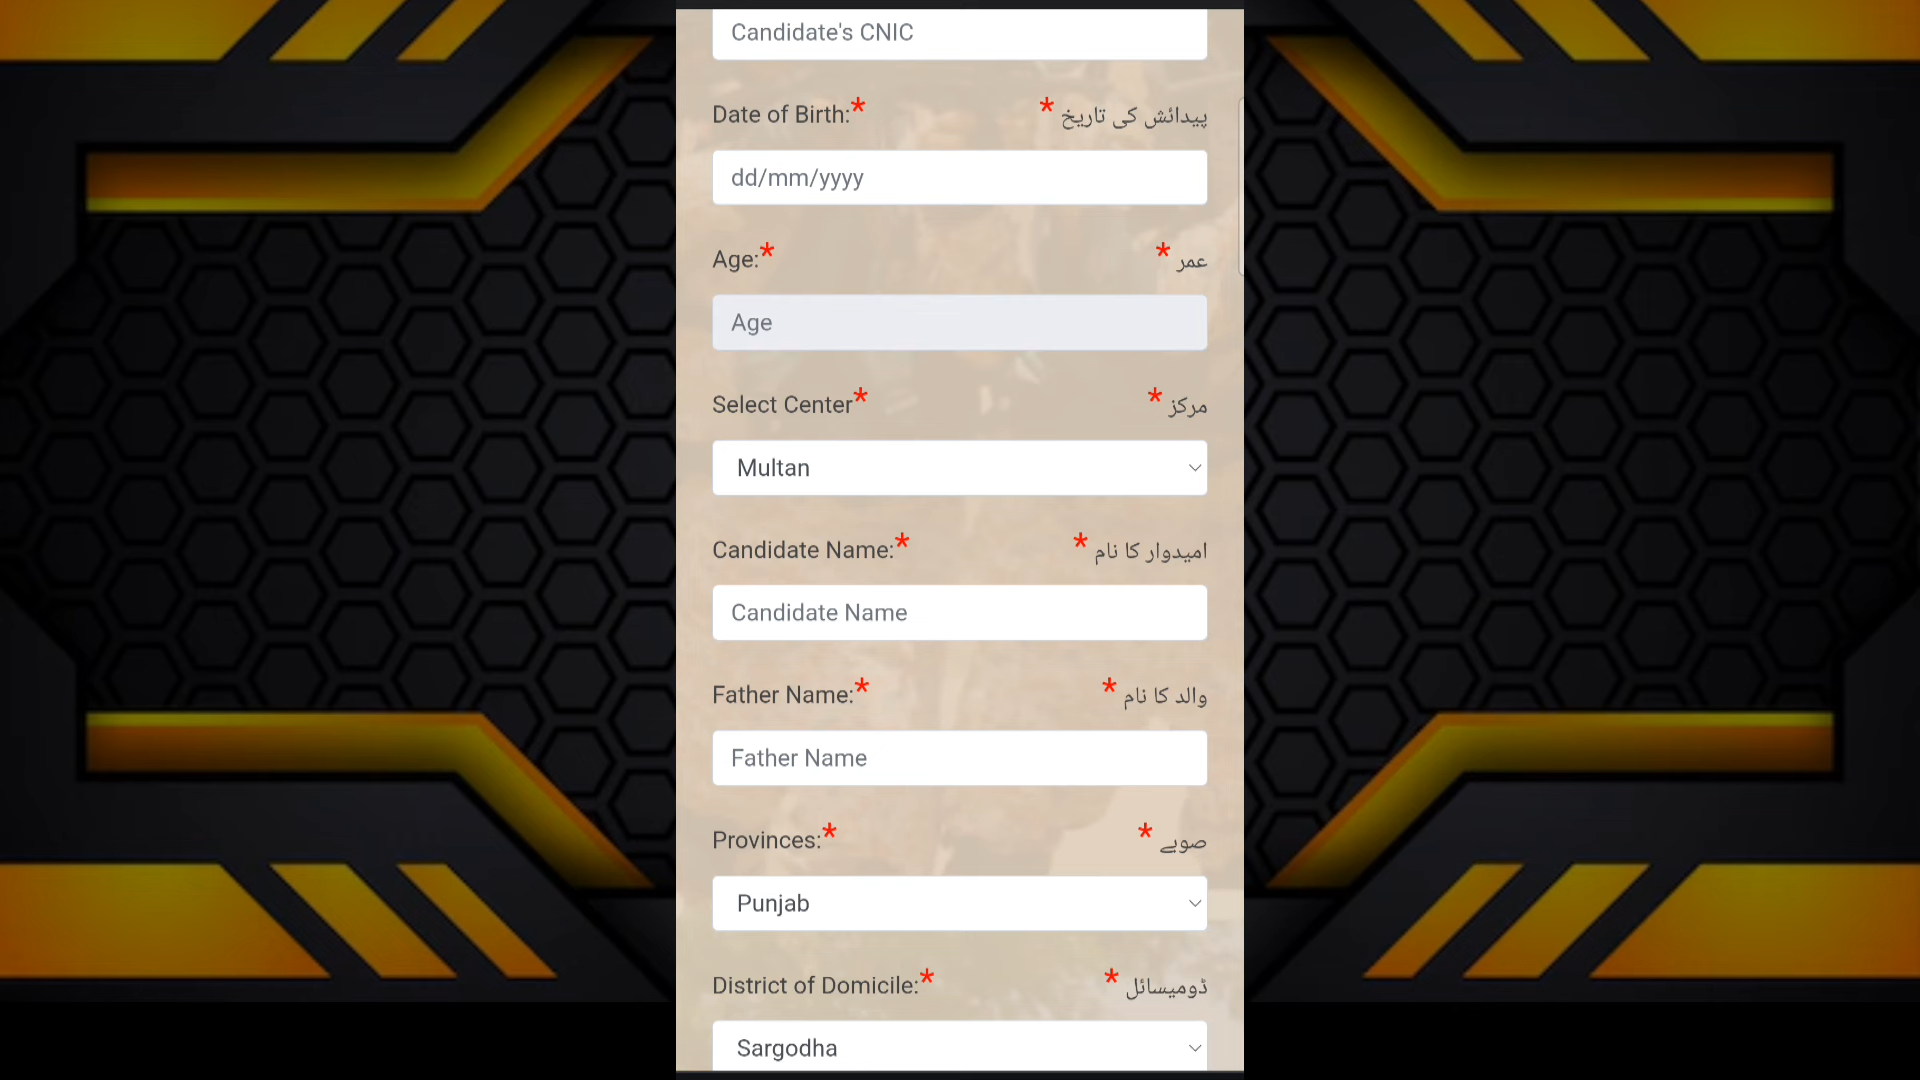 Candidate's CNIC
Date of Birth:* پیدائش کی تاریخ *
dd/mm/yyyy
Age:* عمر *
Age
Select Center* مرکز *
Multan
Candidate Name:* امیدوار کا نام *
Candidate Name
Father Name:* والد کا نام *
Father Name
Provinces:* صوبے *
Punjab
District of Domicile:* ڈومیسائل *
Sargodha